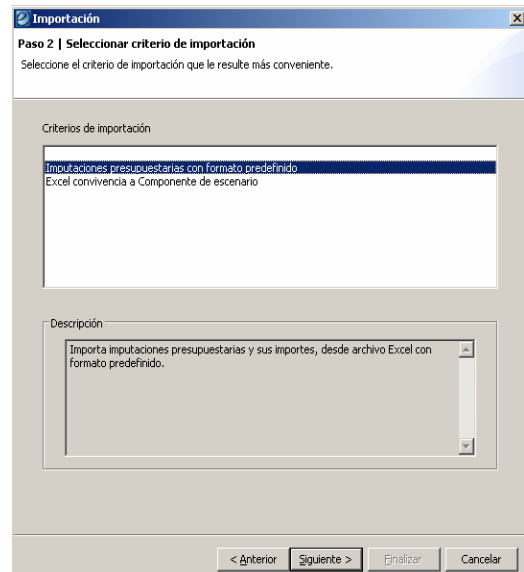 Importación
Paso 2 | Seleccionar criterio de importación
Seleccione el criterio de importación que le resulte más conveniente.
Criterios de importación
Imputaciones presupuestarias con formato predefinido
Excel convivencia a Componente de escenario
Descripción
Importa imputaciones presupuestarias y sus importes, desde archivo Excel con
formato predefinido.
< Anterior Siguiente > Finalizar Cancelar